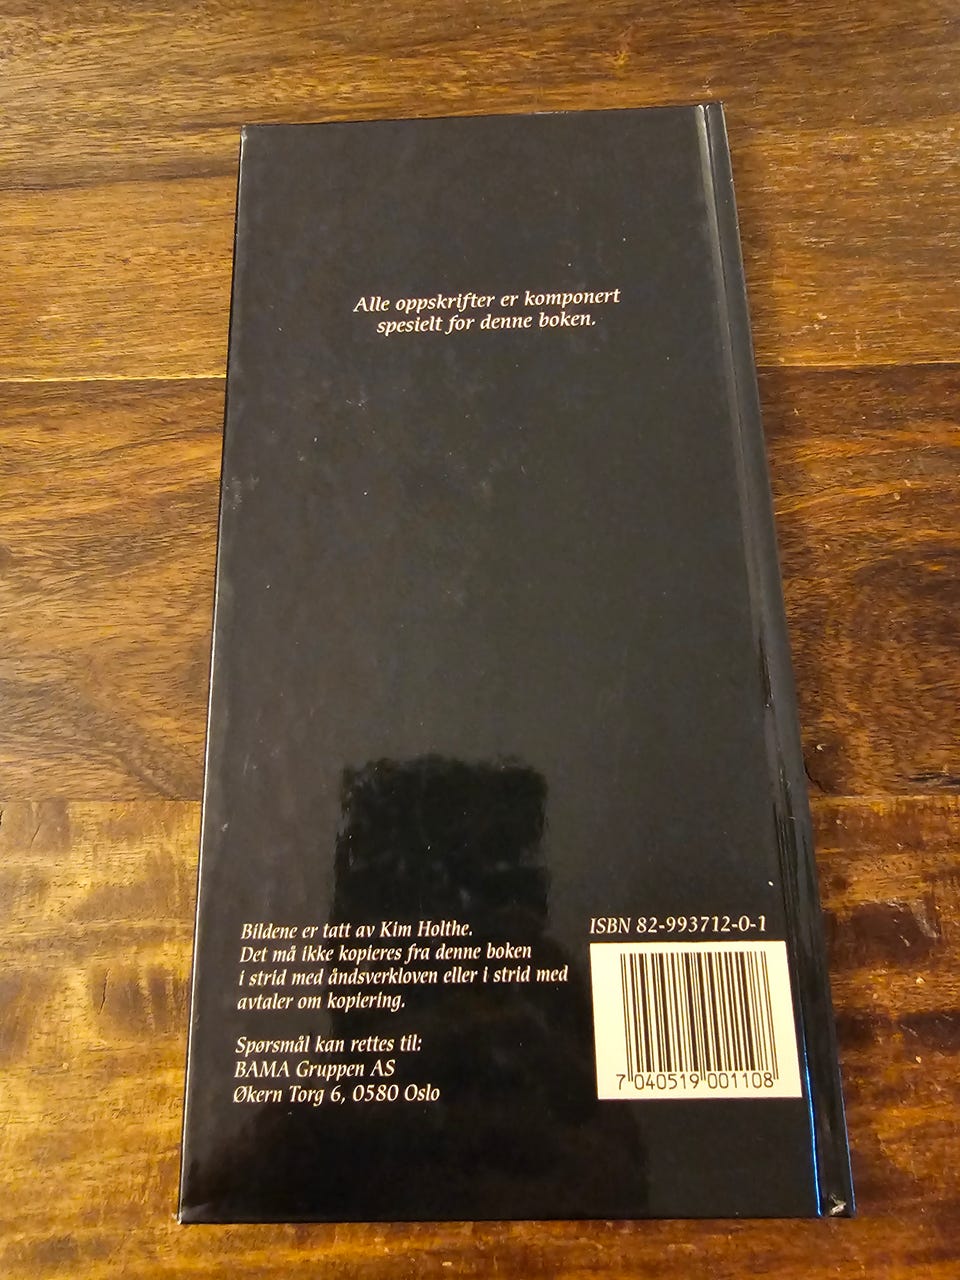 Alle oppskrifter er komponert
spesielt for denne boken.
Bildene er tatt av Kim Holthe.
Det må ikke kopieres fra denne boken
i strid med åndsverkloven eller i strid med
avtaler om kopiering.
Spørsmål kan rettes til:
BAMA Gruppen AS
Økern Torg 6, 0580 Oslo
ISBN 82-993712-0-1
7 040519 001108